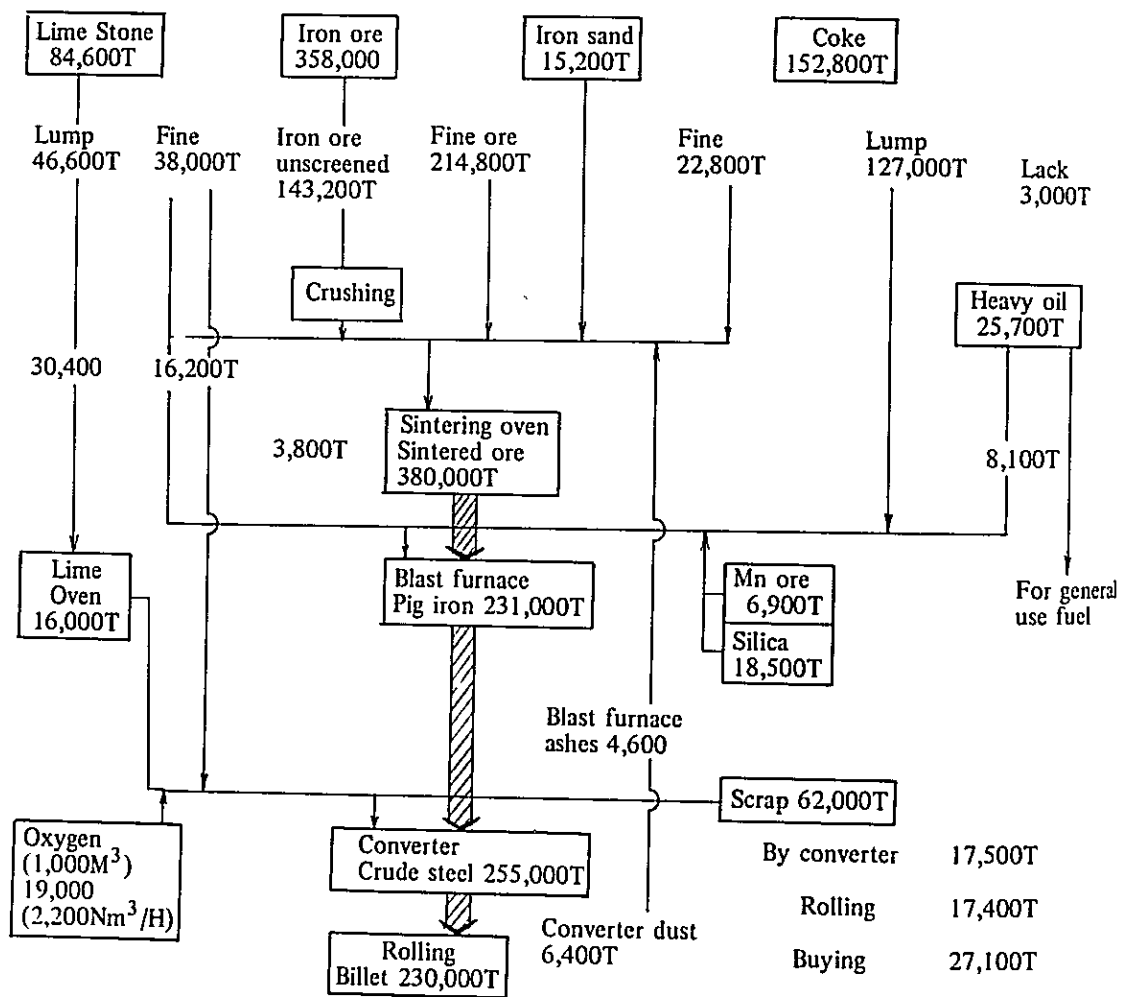 Lime Stone
84,600T
Iron ore
358,000
Iron sand
15,200T
Coke
152,800T
Lump
46,600T
Fine
38,000T
Iron ore
unscreened
143,200T
Fine ore
214,800T
Fine
22,800T
Lump
127,000T
Lack
3,000T
Crushing
Heavy oil
25,700T
30,400
16,200T
3,800T
Sintering oven
Sintered ore
380,000T
8,100T
Lime
Oven
16,000T
Blast furnace
Pig iron 231,000T
Mn ore
6,900T
Silica
18,500T
For general
use fuel
Blast furnace
ashes 4,600
Scrap 62,000T
Oxygen
(1,000M³)
19,000
(2,200Nm³/H)
Converter
Crude steel 255,000T
By converter 17,500T
Rolling 17,400T
Buying 27,100T
Converter dust
6,400T
Rolling
Billet 230,000T